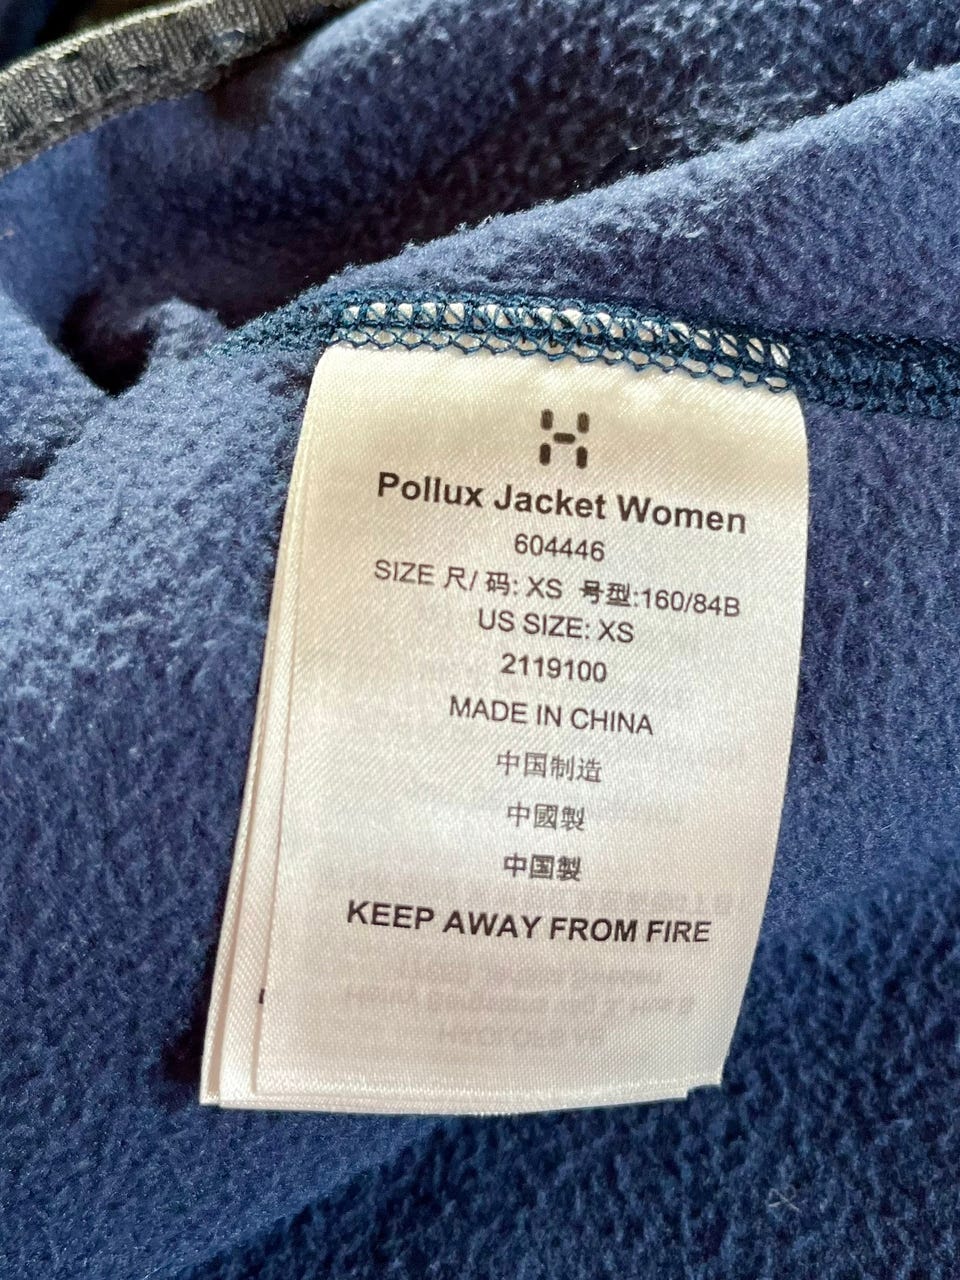 Pollux Jacket Women
604446
SIZE 尺/ 码: XS 号型:160/84B
US SIZE: XS
2119100
MADE IN CHINA
中国制造
中國製
中国製
KEEP AWAY FROM FIRE